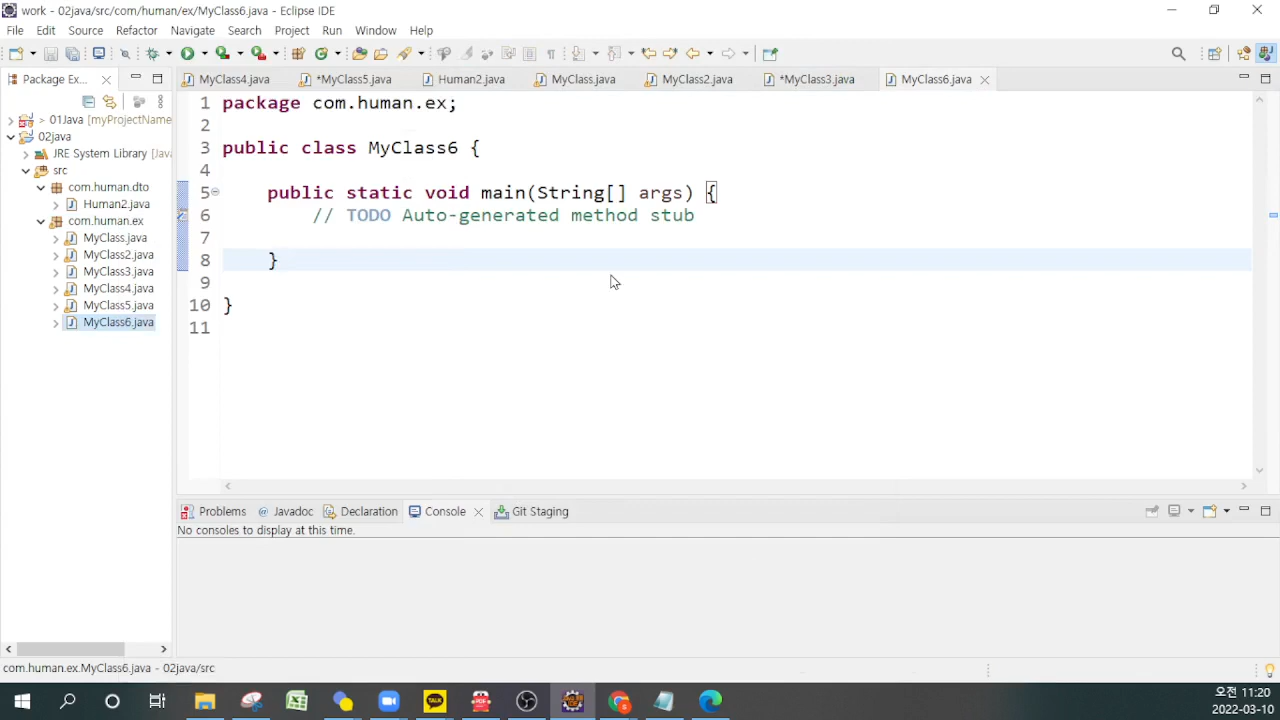 work - 02java/src/com/human/ex/MyClass6.java - Eclipse IDE
File Edit Source Refactor Navigate Search Project Run Window Help
Package Ex...
MyClass4.java *MyClass5.java Human2.java MyClass.java MyClass2.java *MyClass3.java MyClass6.java
> 01Java [myProjectName
02java
JRE System Library [Java
src
com.human.dto
Human2.java
com.human.ex
MyClass.java
MyClass2.java
MyClass3.java
MyClass4.java
MyClass5.java
MyClass6.java
1 package com.human.ex;
2
3 public class MyClass6 {
4
5 public static void main(String[] args) {
6 // TODO Auto-generated method stub
7
8 }
9
10 }
11
Problems @ Javadoc Declaration Console Git Staging
No consoles to display at this time.
com.human.ex.MyClass6.java - 02java/src
TALK
PDF
오전 11:20
2022-03-10